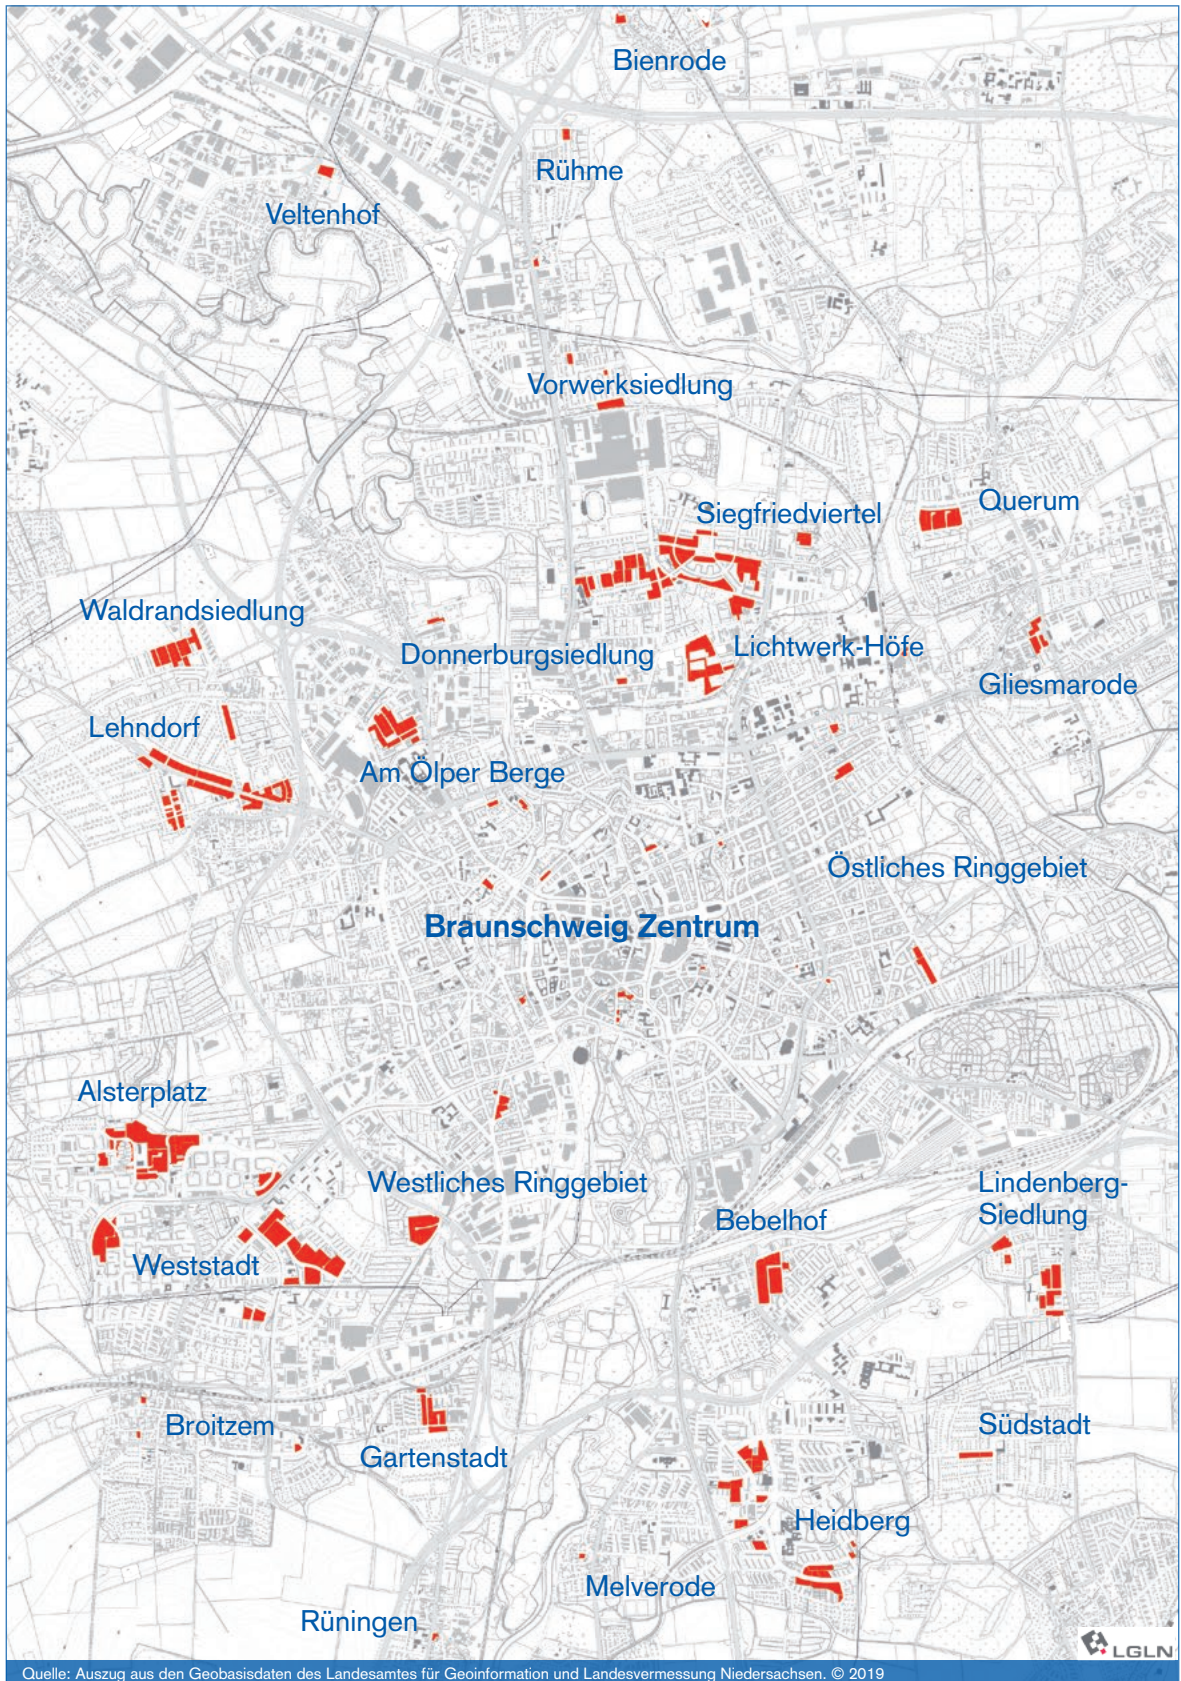 Bienrode
Rühme
Veltenhof
Vorwerksiedlung
Siegfriedviertel
Querum
Waldrandsiedlung
Donnerburgsiedlung
Lichtwerk-Höfe
Gliesmarode
Lehndorf
Am Ölper Berge
Östliches Ringgebiet
Braunschweig Zentrum
Alsterplatz
Westliches Ringgebiet
Lindenberg-
Siedlung
Bebelhof
Weststadt
Broitzem
Südstadt
Gartenstadt
Heidberg
Melverode
Rüningen
LGLN
Quelle: Auszug aus den Geobasisdaten des Landesamtes für Geoinformation und Landesvermessung Niedersachsen. © 2019